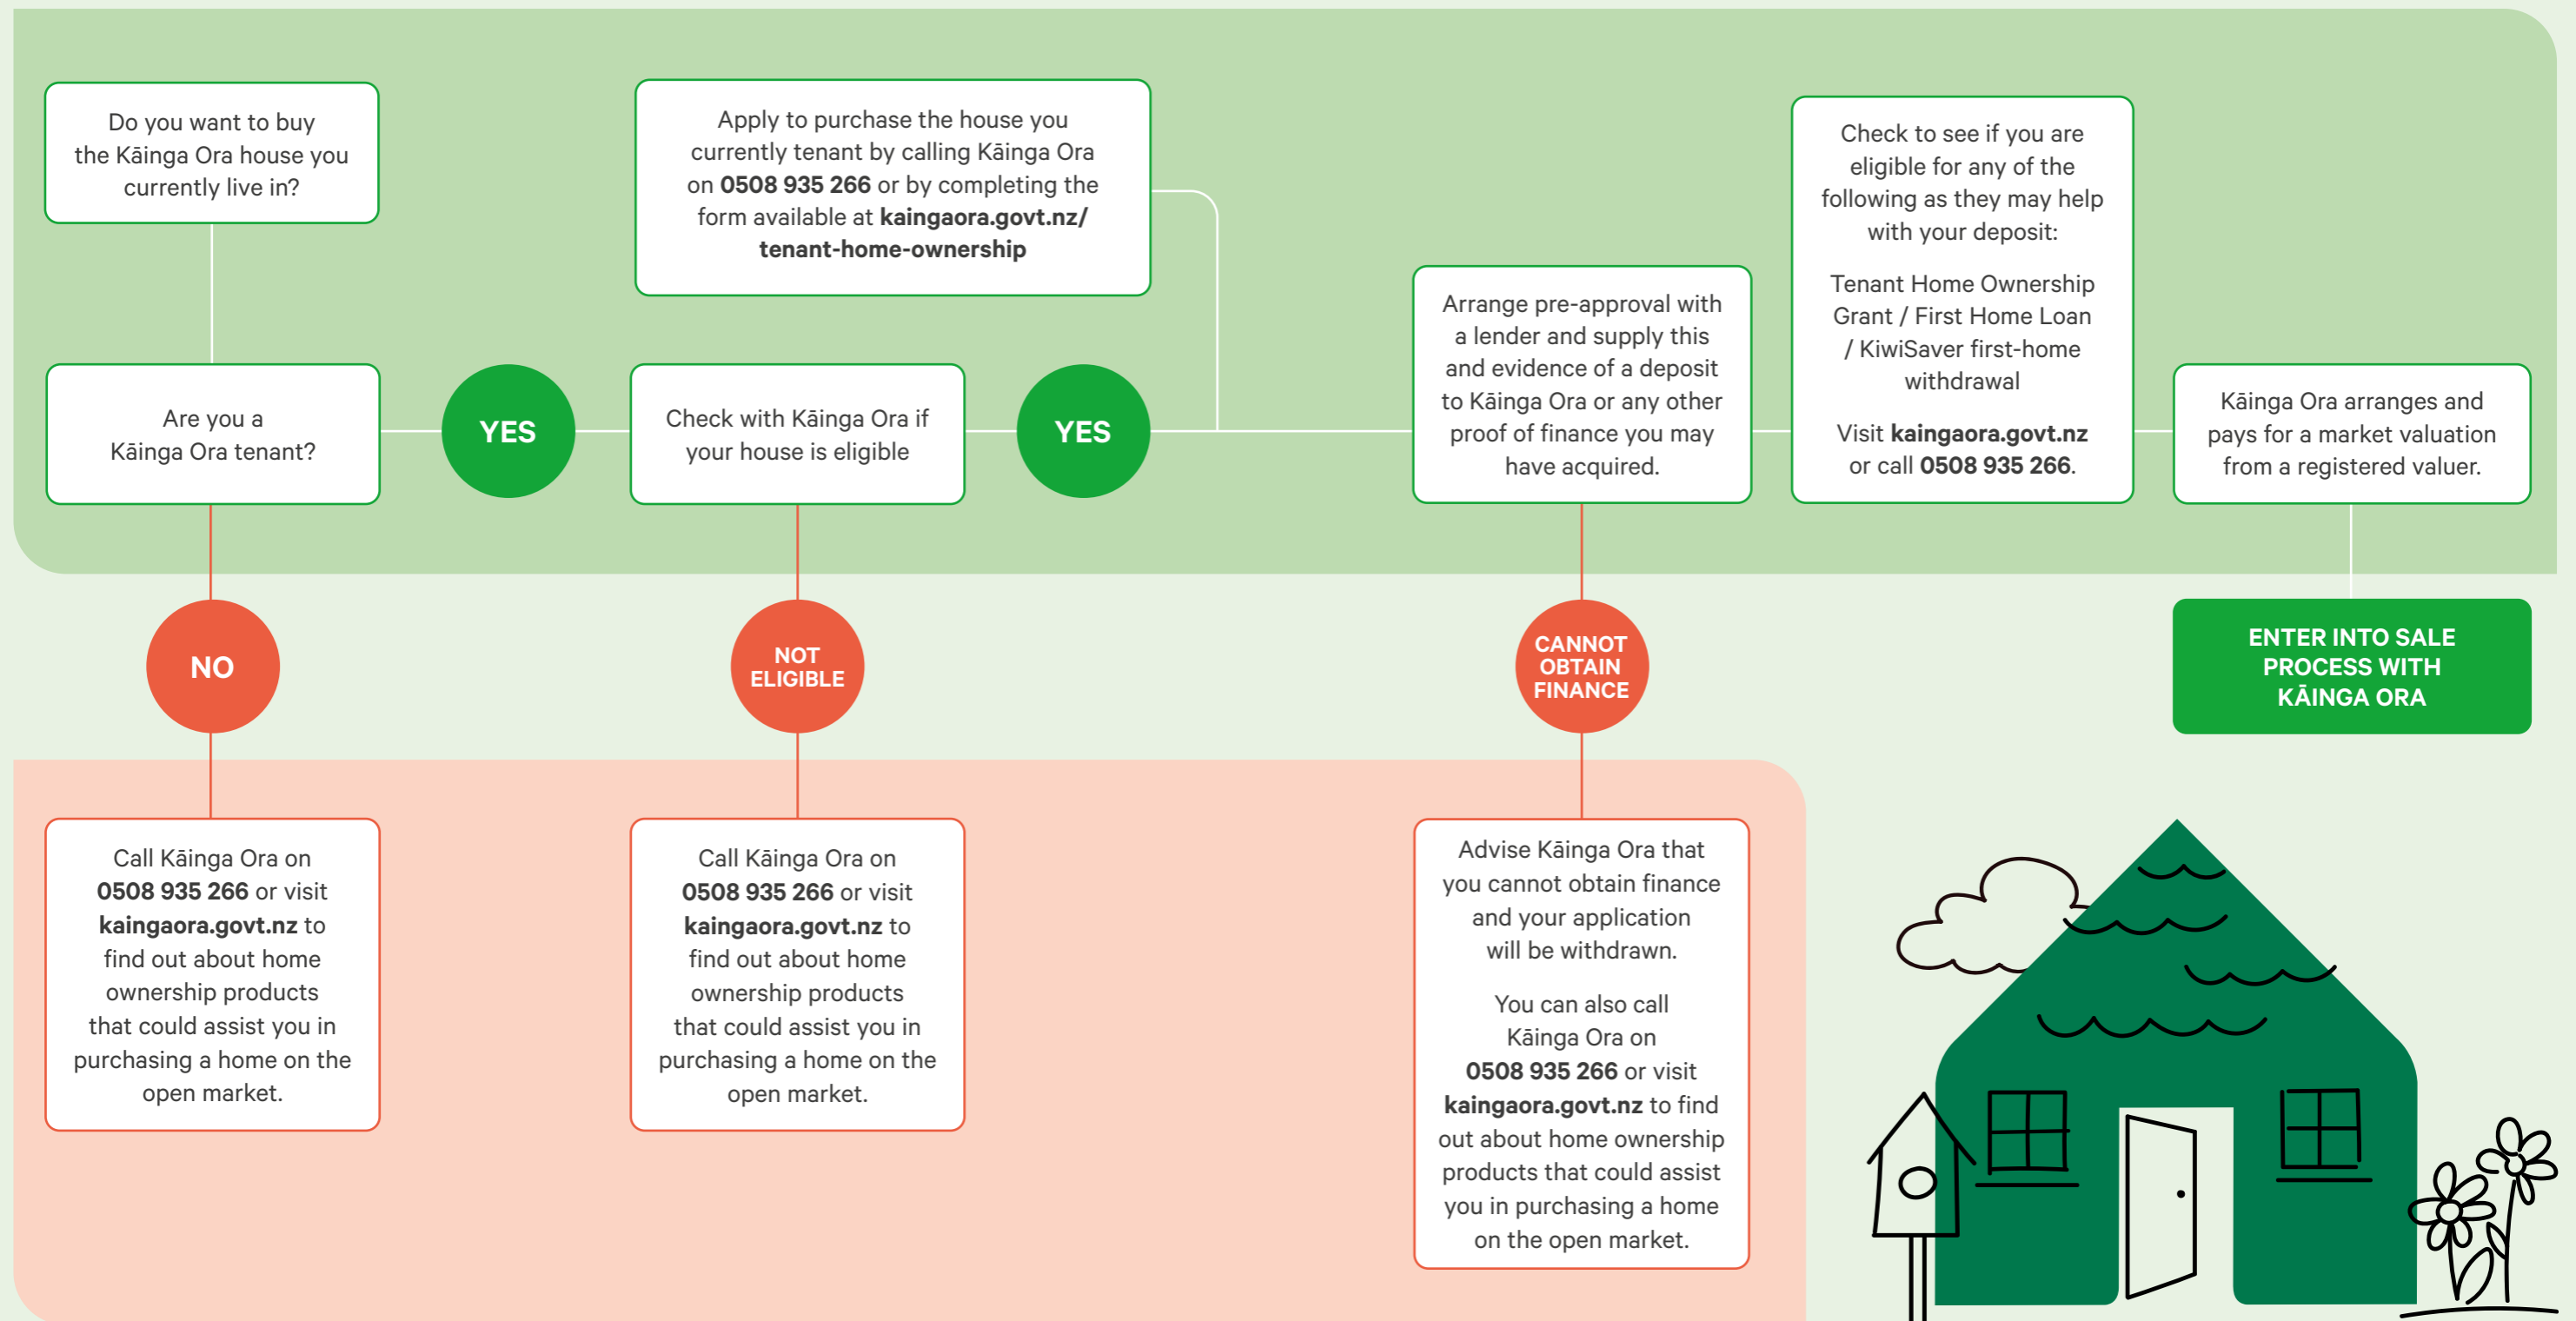 Do you want to buy
the Kāinga Ora house you
currently live in?
Are you a
Kāinga Ora tenant?
YES
Check with Kāinga Ora if
your house is eligible
YES
Apply to purchase the house you
currently tenant by calling Kāinga Ora
on 0508 935 266 or by completing the
form available at kaingaora.govt.nz/
tenant-home-ownership
Arrange pre-approval with
a lender and supply this
and evidence of a deposit
to Kāinga Ora or any other
proof of finance you may
have acquired.
Check to see if you are
eligible for any of the
following as they may help
with your deposit:
Tenant Home Ownership
Grant / First Home Loan
/ KiwiSaver first-home
withdrawal
Visit kaingaora.govt.nz
or call 0508 935 266.
Kāinga Ora arranges and
pays for a market valuation
from a registered valuer.
ENTER INTO SALE
PROCESS WITH
KĀINGA ORA
NO
Call Kāinga Ora on
0508 935 266 or visit
kaingaora.govt.nz to
find out about home
ownership products
that could assist you in
purchasing a home on the
open market.
NOT
ELIGIBLE
Call Kāinga Ora on
0508 935 266 or visit
kaingaora.govt.nz to
find out about home
ownership products
that could assist you in
purchasing a home on the
open market.
CANNOT
OBTAIN
FINANCE
Advise Kāinga Ora that
you cannot obtain finance
and your application
will be withdrawn.
You can also call
Kāinga Ora on
0508 935 266 or visit
kaingaora.govt.nz to find
out about home ownership
products that could assist
you in purchasing a home
on the open market.